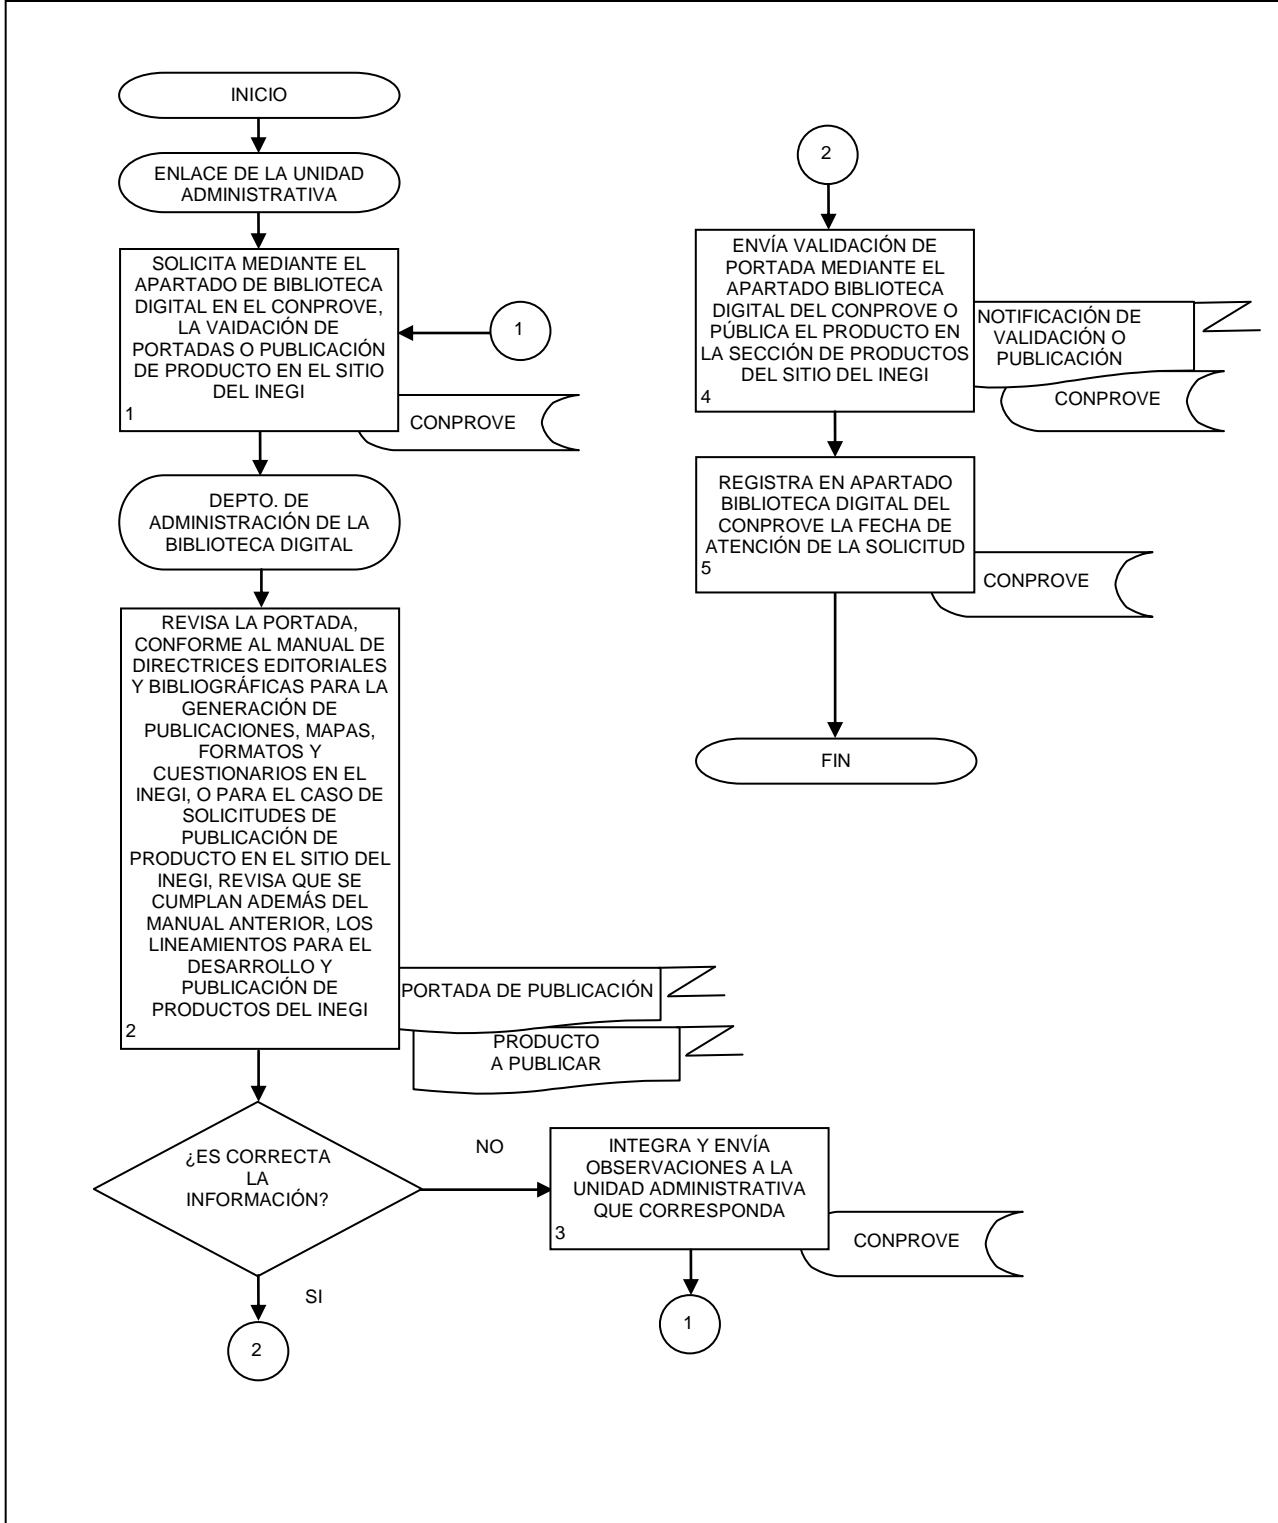 INICIO
ENLACE DE LA UNIDAD
ADMINISTRATIVA
SOLICITA MEDIANTE EL
APARTADO DE BIBLIOTECA
DIGITAL EN EL CONPROVE,
LA VAIDACIÓN DE
PORTADAS O PUBLICACIÓN
DE PRODUCTO EN EL SITIO
DEL INEGI
1
1
CONPROVE
DEPTO. DE
ADMINISTRACIÓN DE LA
BIBLIOTECA DIGITAL
REVISA LA PORTADA,
CONFORME AL MANUAL DE
DIRECTRICES EDITORIALES
Y BIBLIOGRÁFICAS PARA LA
GENERACIÓN DE
PUBLICACIONES, MAPAS,
FORMATOS Y
CUESTIONARIOS EN EL
INEGI, O PARA EL CASO DE
SOLICITUDES DE
PUBLICACIÓN DE
PRODUCTO EN EL SITIO DEL
INEGI, REVISA QUE SE
CUMPLAN ADEMÁS DEL
MANUAL ANTERIOR, LOS
LINEAMIENTOS PARA EL
DESARROLLO Y
PUBLICACIÓN DE
PRODUCTOS DEL INEGI
2
PORTADA DE PUBLICACIÓN
PRODUCTO
A PUBLICAR
¿ES CORRECTA
LA
INFORMACIÓN?
NO
INTEGRA Y ENVÍA
OBSERVACIONES A LA
UNIDAD ADMINISTRATIVA
QUE CORRESPONDA
3
CONPROVE
1
SI
2
2
ENVÍA VALIDACIÓN DE
PORTADA MEDIANTE EL
APARTADO BIBLIOTECA
DIGITAL DEL CONPROVE O
PÚBLICA EL PRODUCTO EN
LA SECCIÓN DE PRODUCTOS
DEL SITIO DEL INEGI
4
NOTIFICACIÓN DE
VALIDACIÓN O
PUBLICACIÓN
CONPROVE
REGISTRA EN APARTADO
BIBLIOTECA DIGITAL DEL
CONPROVE LA FECHA DE
ATENCIÓN DE LA SOLICITUD
5
CONPROVE
FIN